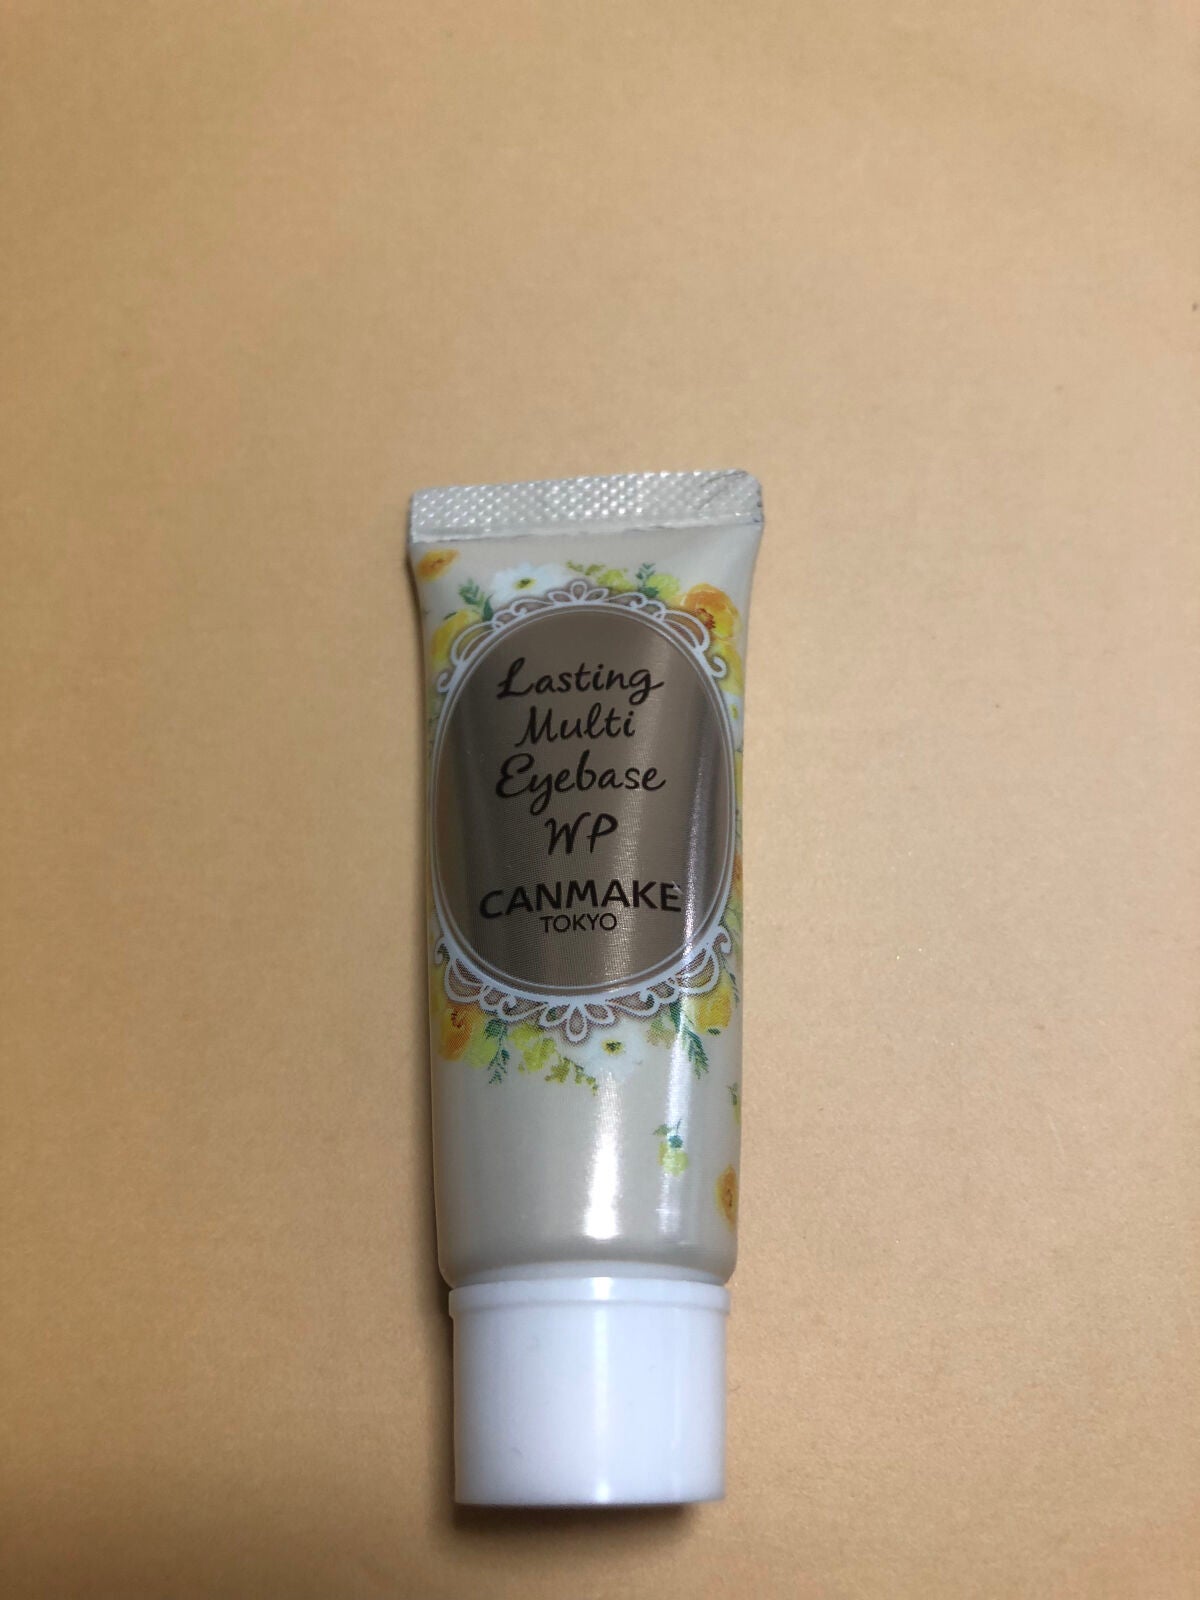 Lasting
Multi
Eyebase
WP
CANMAKE
TOKYO